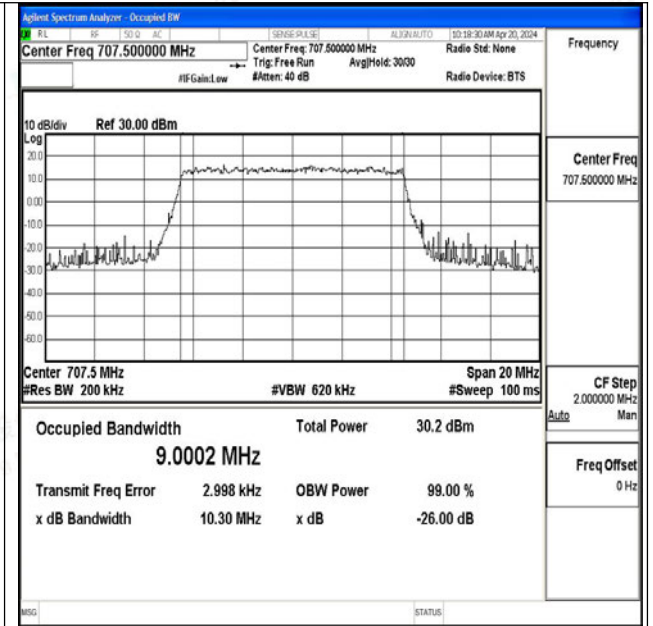 Agilent Spectrum Analyzer - Occupied BW
RL RF 50 Ω AC SENSE:PULSE ALIGN AUTO 10:18:30 AM Apr 20, 2024
Center Freq 707.500000 MHz Center Freq: 707.500000 MHz Radio Std: None Frequency
Trig: Free Run Avg|Hold: 30/30
#IFGain:Low #Atten: 40 dB Radio Device: BTS
10 dB/div Ref 30.00 dBm
Log
20.0
10.0
0.00
-10.0
-20.0
-30.0
-40.0
-50.0
-60.0
Center Freq
707.500000 MHz
Center 707.5 MHz Span 20 MHz
#Res BW 200 kHz #VBW 620 kHz #Sweep 100 ms
CF Step
2.000000 MHz
Auto Man
Occupied Bandwidth Total Power 30.2 dBm
9.0002 MHz
Transmit Freq Error 2.998 kHz OBW Power 99.00 %
x dB Bandwidth 10.30 MHz x dB -26.00 dB
Freq Offset
0 Hz
MSG STATUS